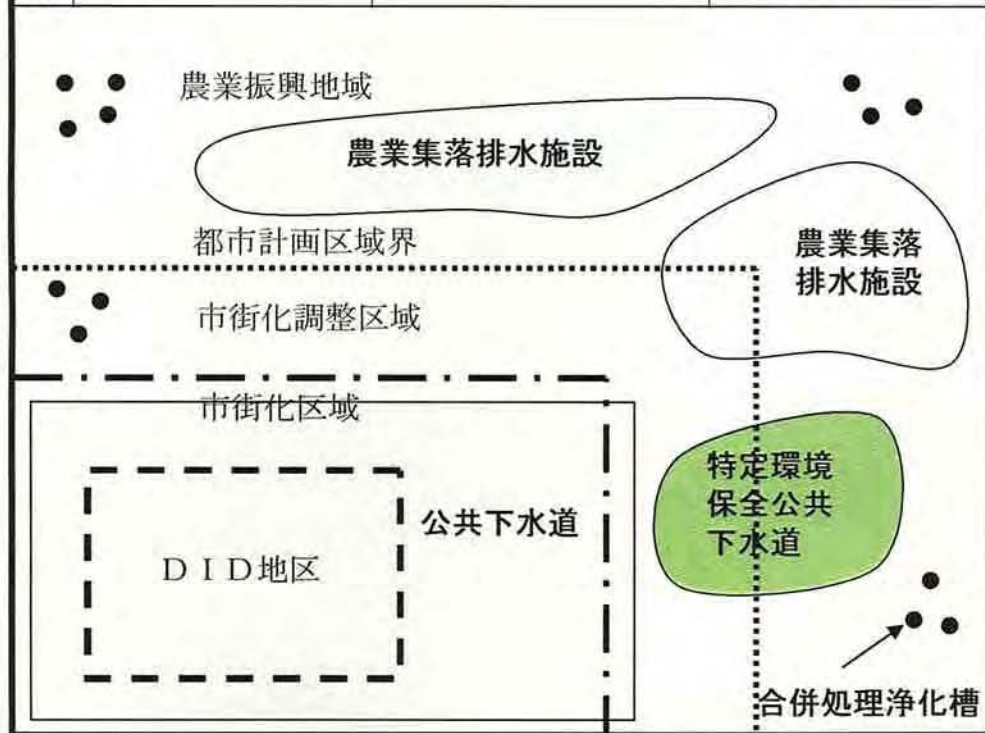 農業振興地域
農業集落排水施設
都市計画区域界
農業集落
排水施設
市街化調整区域
市街化区域
特定環境
保全公共
下水道
公共下水道
ＤＩＤ地区
合併処理浄化槽